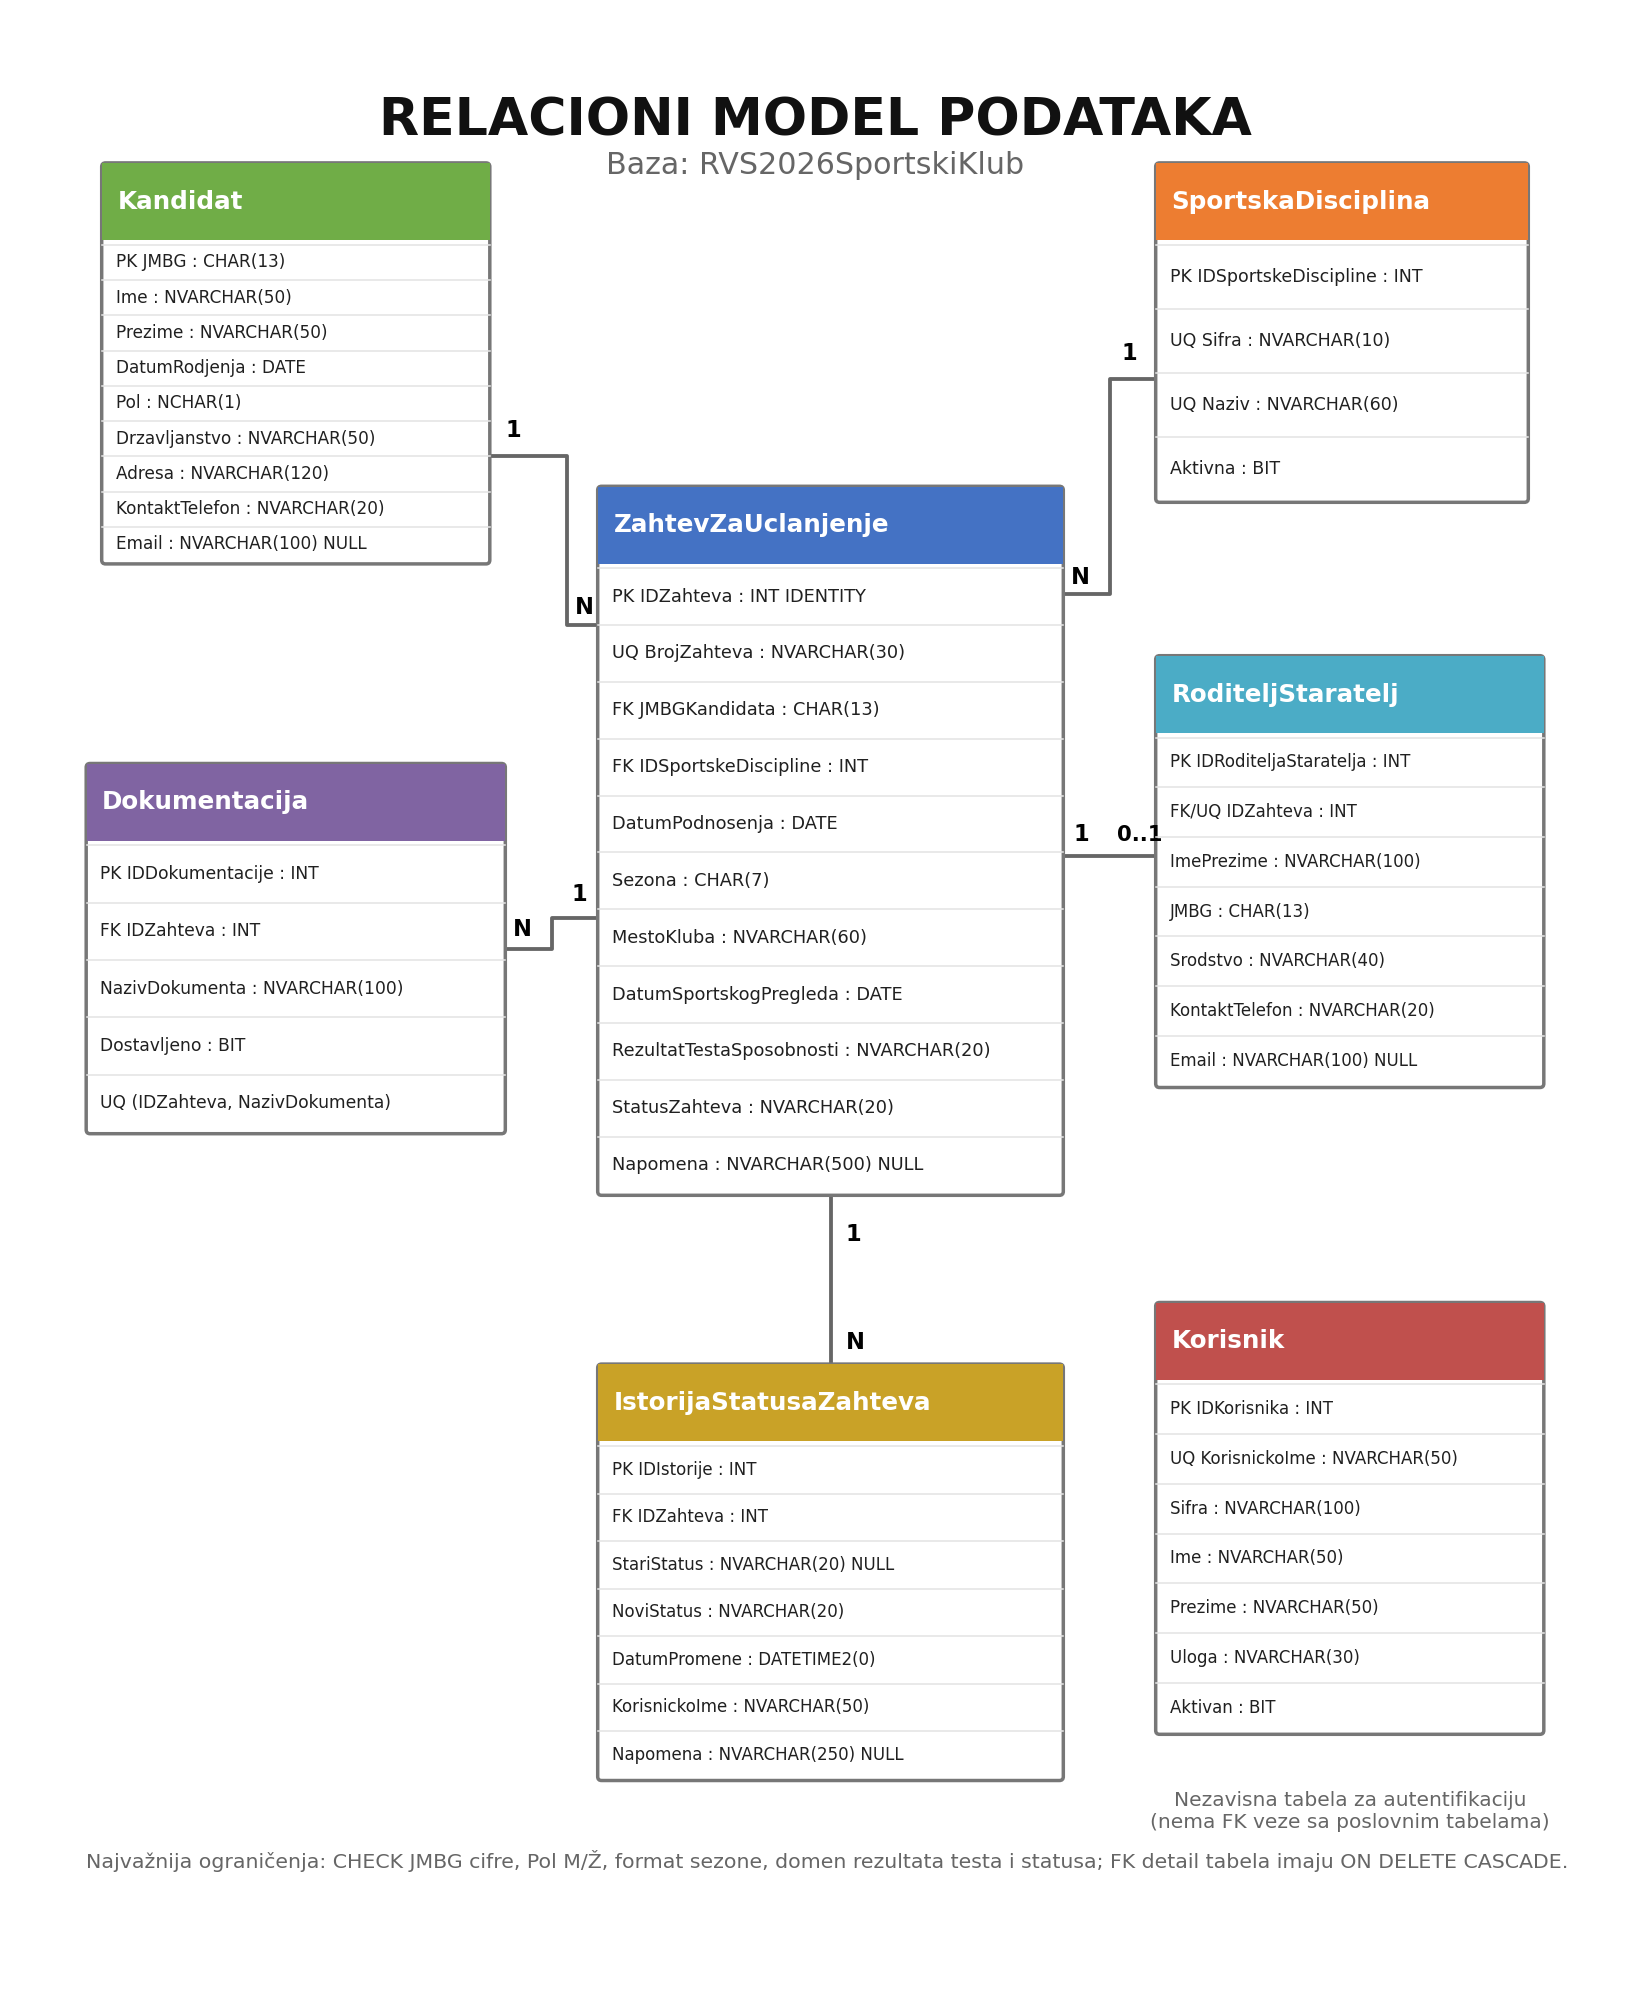 RELACIONI MODEL PODATAKA
Baza: RVS2026SportskiKlub
Kandidat
PK JMBG : CHAR(13)
Ime : NVARCHAR(50)
Prezime : NVARCHAR(50)
DatumRodjenja : DATE
Pol : NCHAR(1)
Drzavljanstvo : NVARCHAR(50)
Adresa : NVARCHAR(120)
KontaktTelefon : NVARCHAR(20)
Email : NVARCHAR(100) NULL
1
N
SportskaDisciplina
PK IDSportskeDiscipline : INT
UQ Sifra : NVARCHAR(10)
UQ Naziv : NVARCHAR(60)
Aktivna : BIT
1
N
ZahtevZaUclanjenje
PK IDZahteva : INT IDENTITY
UQ BrojZahteva : NVARCHAR(30)
FK JMBGKandidata : CHAR(13)
FK IDSportskeDiscipline : INT
DatumPodnosenja : DATE
Sezona : CHAR(7)
MestoKluba : NVARCHAR(60)
DatumSportskogPregleda : DATE
RezultatTestaSposobnosti : NVARCHAR(20)
StatusZahteva : NVARCHAR(20)
Napomena : NVARCHAR(500) NULL
1 0..1
RoditeljStaratelj
PK IDRoditeljaStaratelja : INT
FK/UQ IDZahteva : INT
ImePrezime : NVARCHAR(100)
JMBG : CHAR(13)
Srodstvo : NVARCHAR(40)
KontaktTelefon : NVARCHAR(20)
Email : NVARCHAR(100) NULL
Dokumentacija
PK IDDokumentacije : INT
FK IDZahteva : INT
NazivDokumenta : NVARCHAR(100)
Dostavljeno : BIT
UQ (IDZahteva, NazivDokumenta)
1
N
1
N
IstorijaStatusaZahteva
PK IDIstorije : INT
FK IDZahteva : INT
StariStatus : NVARCHAR(20) NULL
NoviStatus : NVARCHAR(20)
DatumPromene : DATETIME2(0)
KorisnickoIme : NVARCHAR(50)
Napomena : NVARCHAR(250) NULL
Korisnik
PK IDKorisnika : INT
UQ KorisnickoIme : NVARCHAR(50)
Sifra : NVARCHAR(100)
Ime : NVARCHAR(50)
Prezime : NVARCHAR(50)
Uloga : NVARCHAR(30)
Aktivan : BIT
Nezavisna tabela za autentifikaciju
(nema FK veze sa poslovnim tabelama)
Najvažnija ograničenja: CHECK JMBG cifre, Pol M/Ž, format sezone, domen rezultata testa i statusa; FK detail tabela imaju ON DELETE CASCADE.